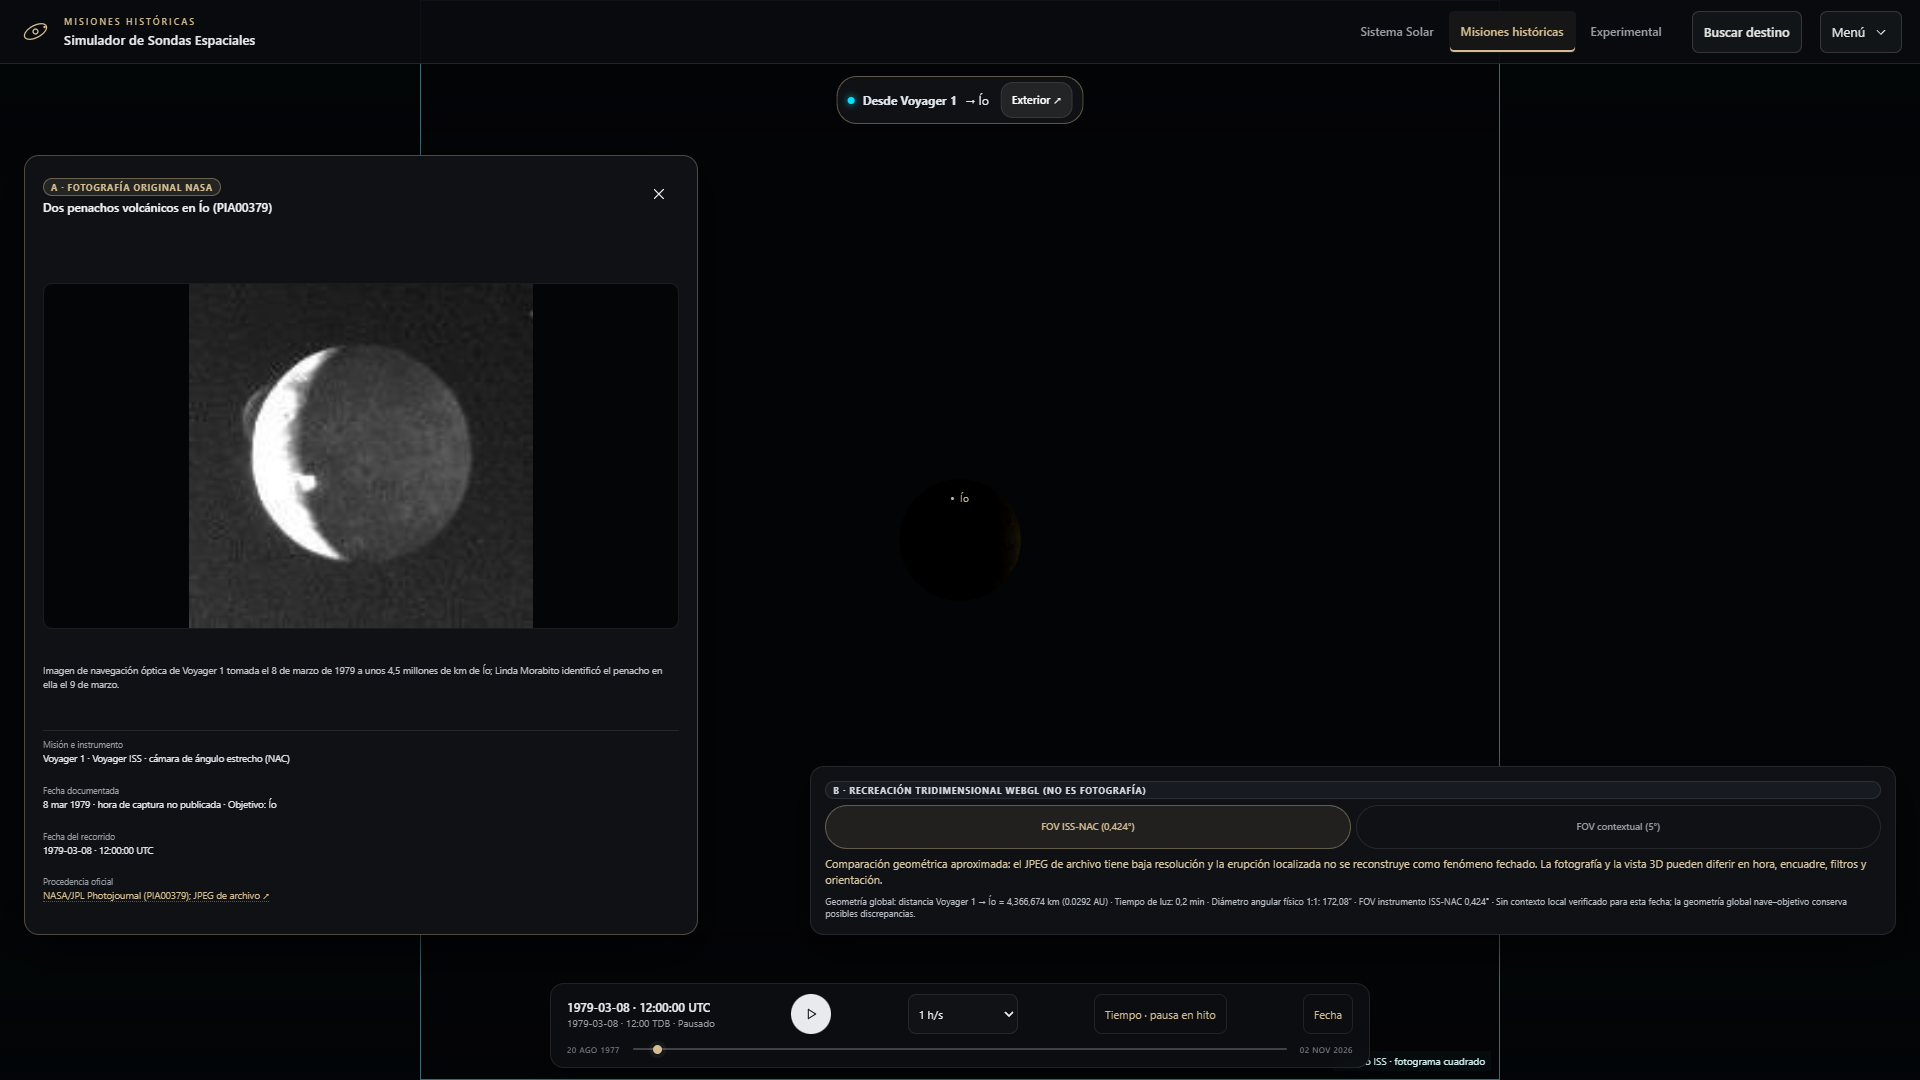 MISIONES HISTÓRICAS
Simulador de Sondas Espaciales
Sistema Solar
Misiones históricas
Experimental
Buscar destino
Menú
Desde Voyager 1 → Ío
Exterior ↗
A · FOTOGRAFÍA ORIGINAL NASA
Dos penachos volcánicos en Ío (PIA00379)
Imagen de navegación óptica de Voyager 1 tomada el 8 de marzo de 1979 a unos 4,5 millones de km de Ío; Linda Morabito identificó el penacho en
ella el 9 de marzo.
Misión e instrumento
Voyager 1 · Voyager ISS · cámara de ángulo estrecho (NAC)
Fecha documentada
8 mar 1979 · hora de captura no publicada · Objetivo: Ío
Fecha del recorrido
1979-03-08 · 12:00:00 UTC
Procedencia oficial
NASA/JPL Photojournal (PIA00379); JPEG de archivo ↗
Ío
B · RECREACIÓN TRIDIMENSIONAL WEBGL (NO ES FOTOGRAFÍA)
FOV ISS-NAC (0,424°)
FOV contextual (5°)
Comparación geométrica aproximada: el JPEG de archivo tiene baja resolución y la erupción localizada no se reconstruye como fenómeno fechado. La fotografía y la vista 3D pueden diferir en hora, encuadre, filtros y
orientación.
Geometría global: distancia Voyager 1 → Ío = 4,366,674 km (0.0292 AU) · Tiempo de luz: 0,2 min · Diámetro angular físico 1:1: 172,08" · FOV instrumento ISS-NAC 0,424° · Sin contexto local verificado para esta fecha; la geometría global nave–objetivo conserva
posibles discrepancias.
1979-03-08 · 12:00:00 UTC
1979-03-08 · 12:00 TDB · Pausado
1 h/s
Tiempo · pausa en hito
Fecha
20 AGO 1977
02 NOV 2026
ISS · fotograma cuadrado